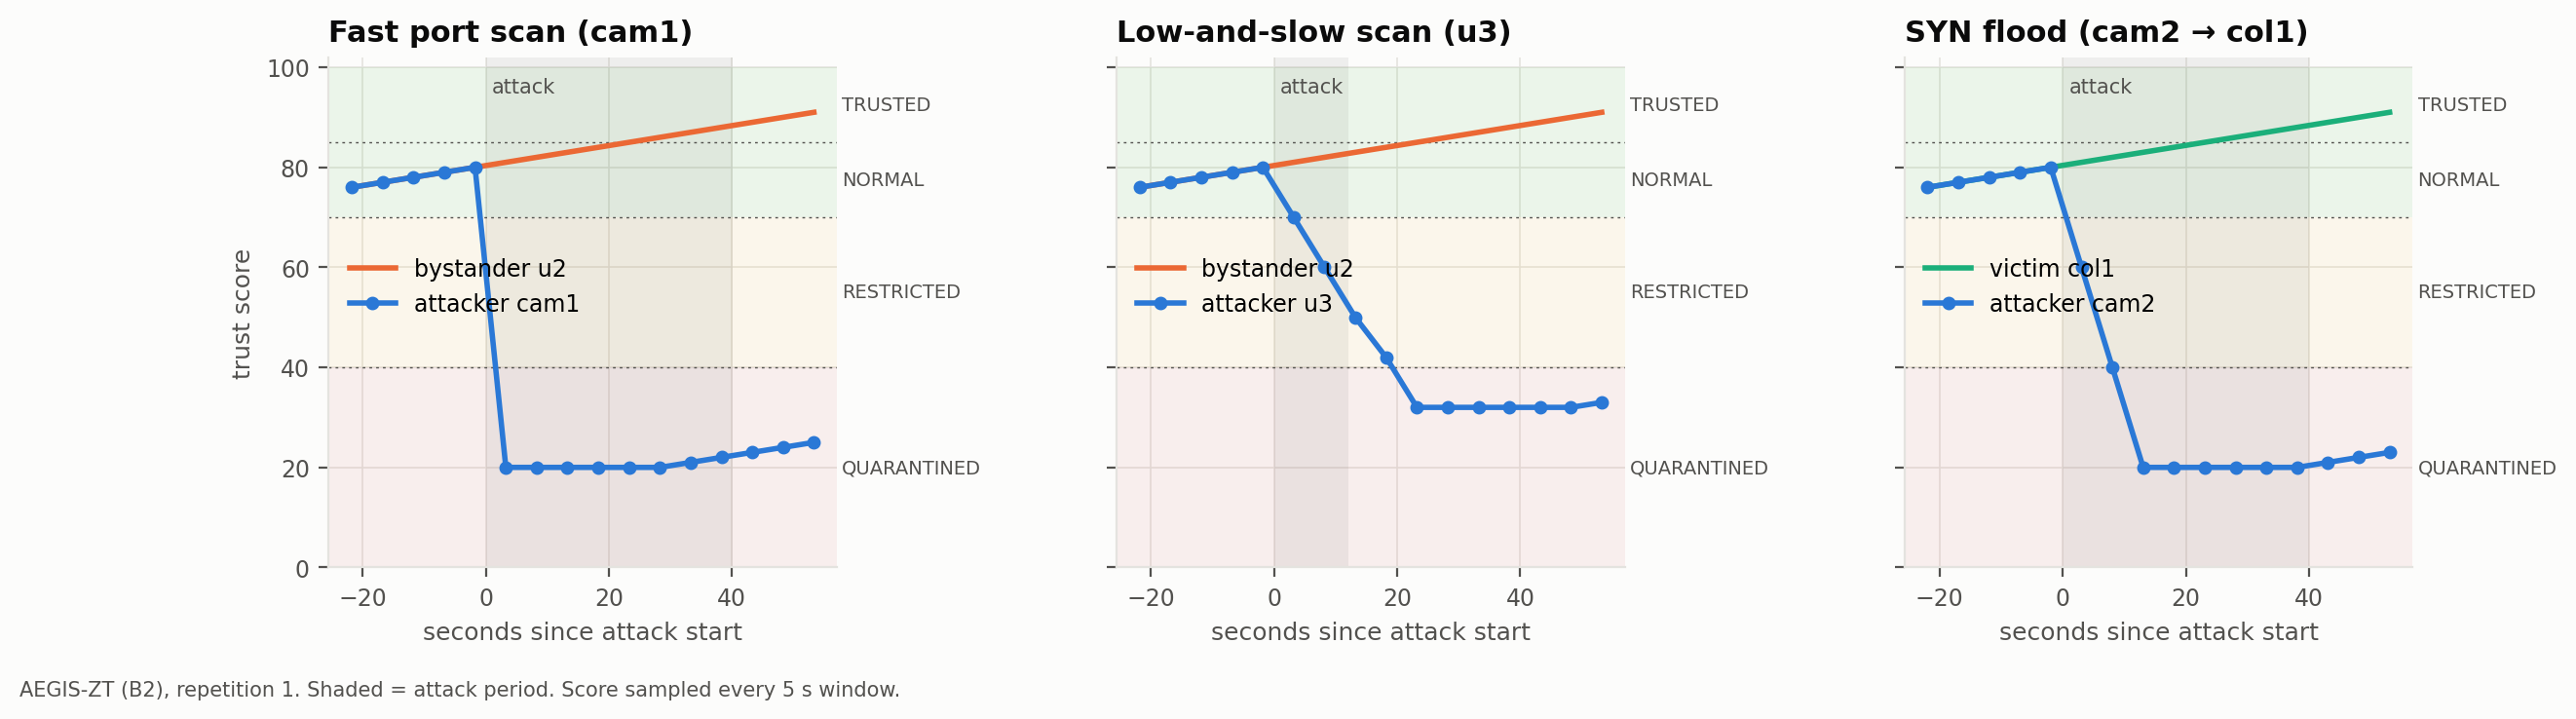 Fast port scan (cam1)
100
80
60
40
20
0
trust score
attack
TRUSTED
NORMAL
RESTRICTED
QUARANTINED
bystander u2
attacker cam1
−20 0 20 40
seconds since attack start
Low-and-slow scan (u3)
attack
TRUSTED
NORMAL
RESTRICTED
QUARANTINED
bystander u2
attacker u3
−20 0 20 40
seconds since attack start
SYN flood (cam2 → col1)
attack
TRUSTED
NORMAL
RESTRICTED
QUARANTINED
victim col1
attacker cam2
−20 0 20 40
seconds since attack start
AEGIS-ZT (B2), repetition 1. Shaded = attack period. Score sampled every 5 s window.